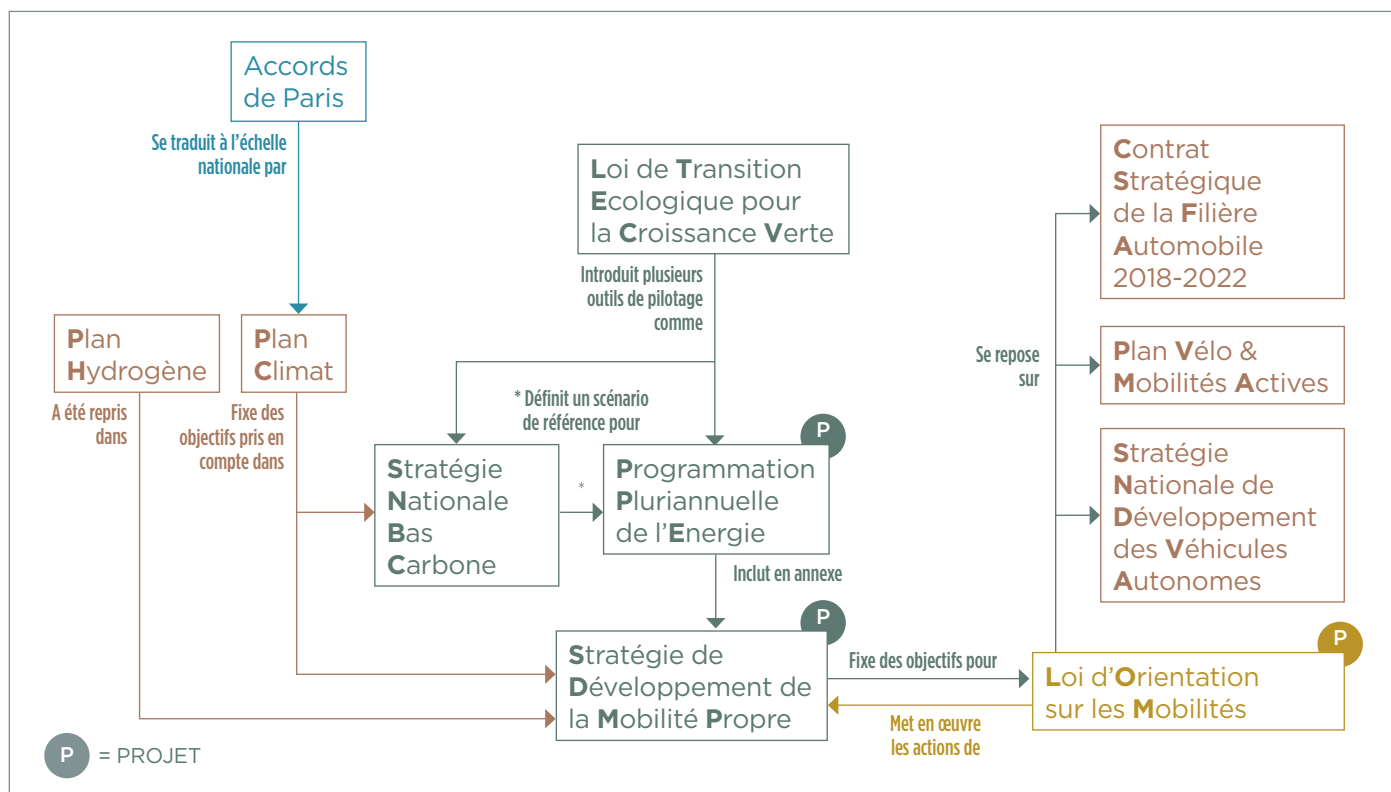 Accords
de Paris
Se traduit à l'échelle
nationale par
Loi de Transition
Ecologique pour
la Croissance Verte
Introduit plusieurs
outils de pilotage
comme
Plan
Hydrogène
A été repris
dans
Plan
Climat
Fixe des
objectifs pris en
compte dans
* Définit un scénario
de référence pour
Stratégie
Nationale
Bas
Carbone
*
P
Programmation
Pluriannuelle
de l'Energie
Inclut en annexe
P
Stratégie de
Développement de
la Mobilité Propre
Fixe des objectifs pour
Met en œuvre
les actions de
P
Loi d'Orientation
sur les Mobilités
Se repose
sur
Contrat
Stratégique
de la Filière
Automobile
2018-2022
Plan Vélo &
Mobilités Actives
Stratégie
Nationale de
Développement
des Véhicules
Autonomes
P = PROJET